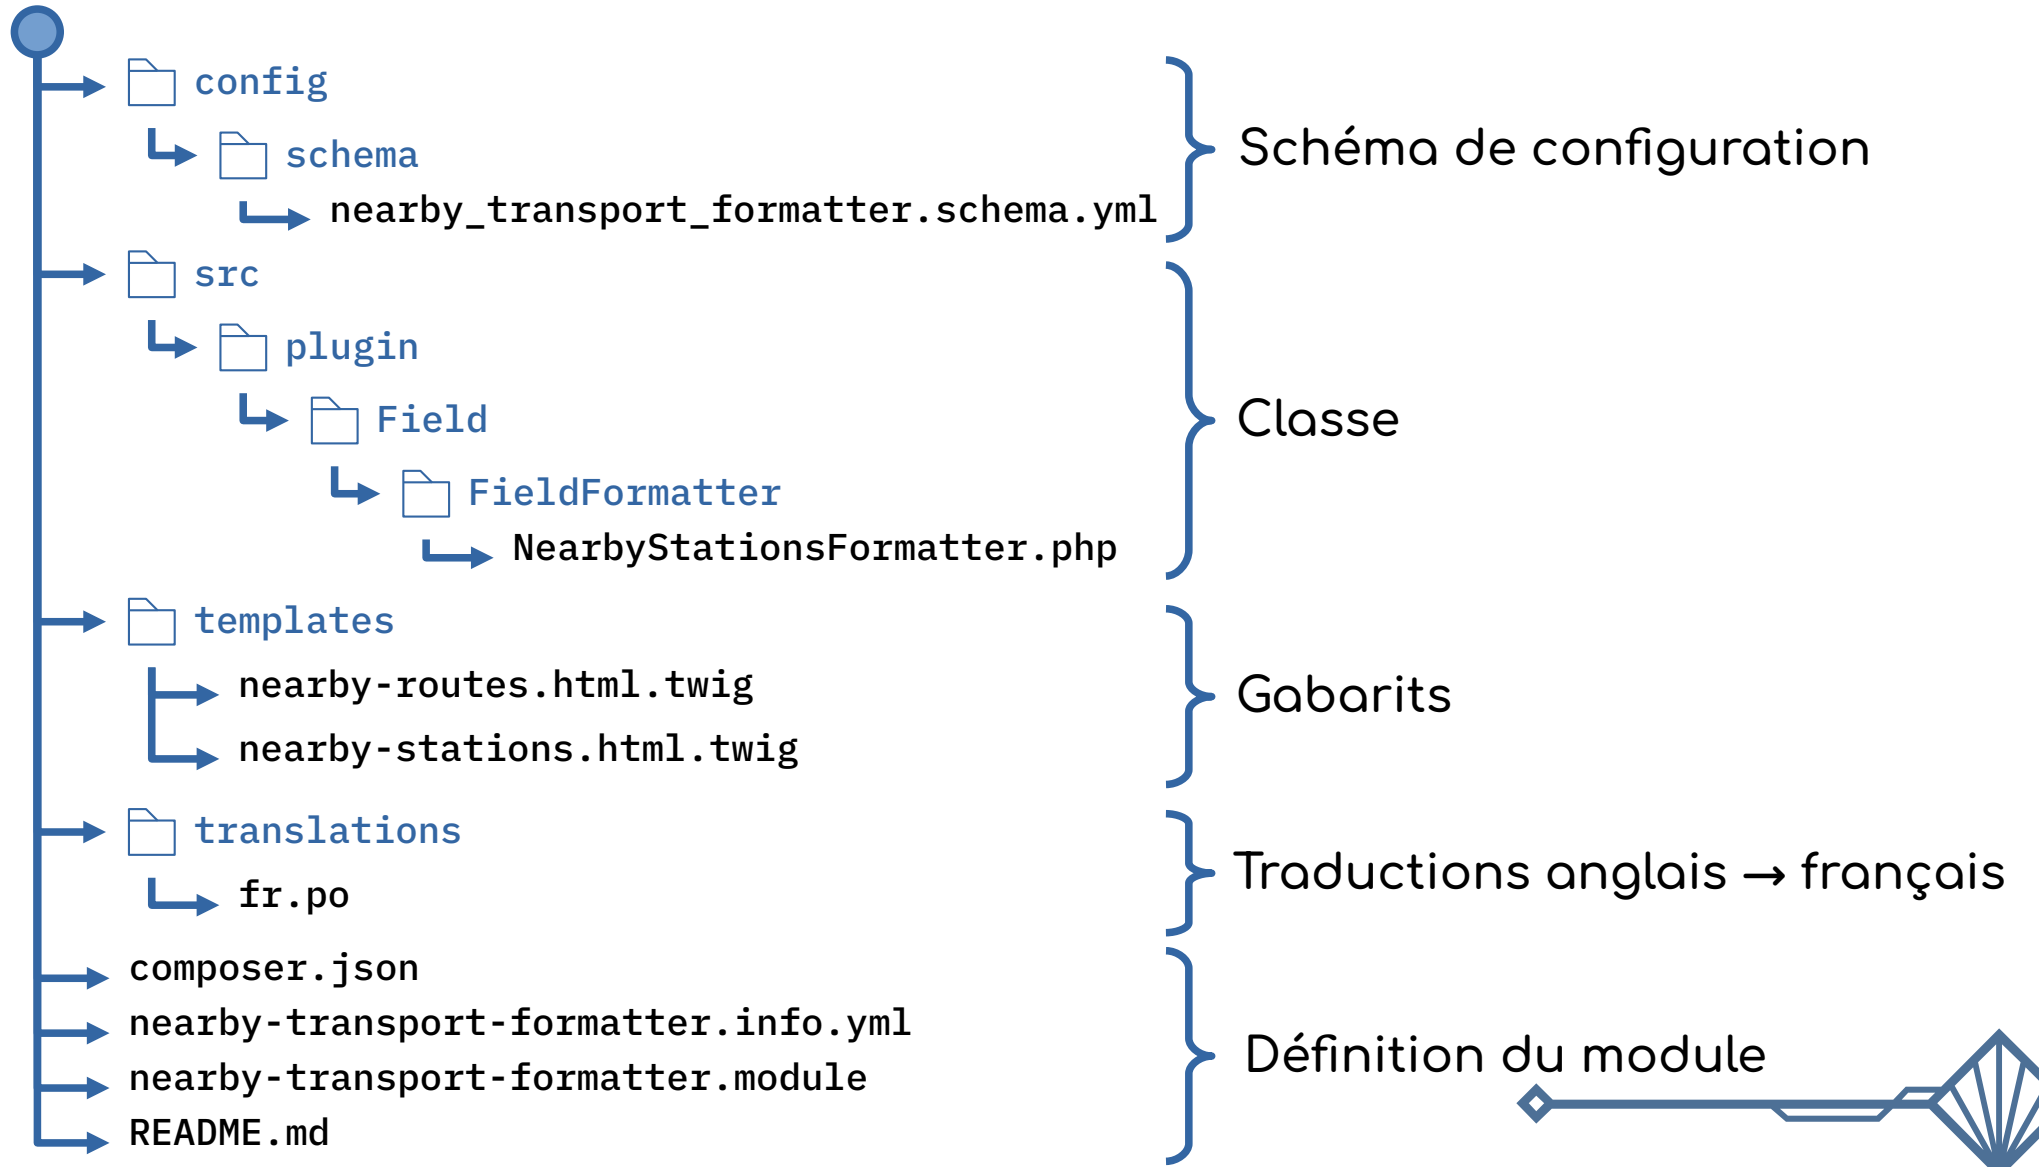 config
schema
nearby_transport_formatter.schema.yml
Schéma de configuration
src
plugin
Field
FieldFormatter
NearbyStationsFormatter.php
Classe
templates
nearby-routes.html.twig
nearby-stations.html.twig
Gabarits
translations
fr.po
Traductions anglais → français
composer.json
nearby-transport-formatter.info.yml
nearby-transport-formatter.module
README.md
Définition du module